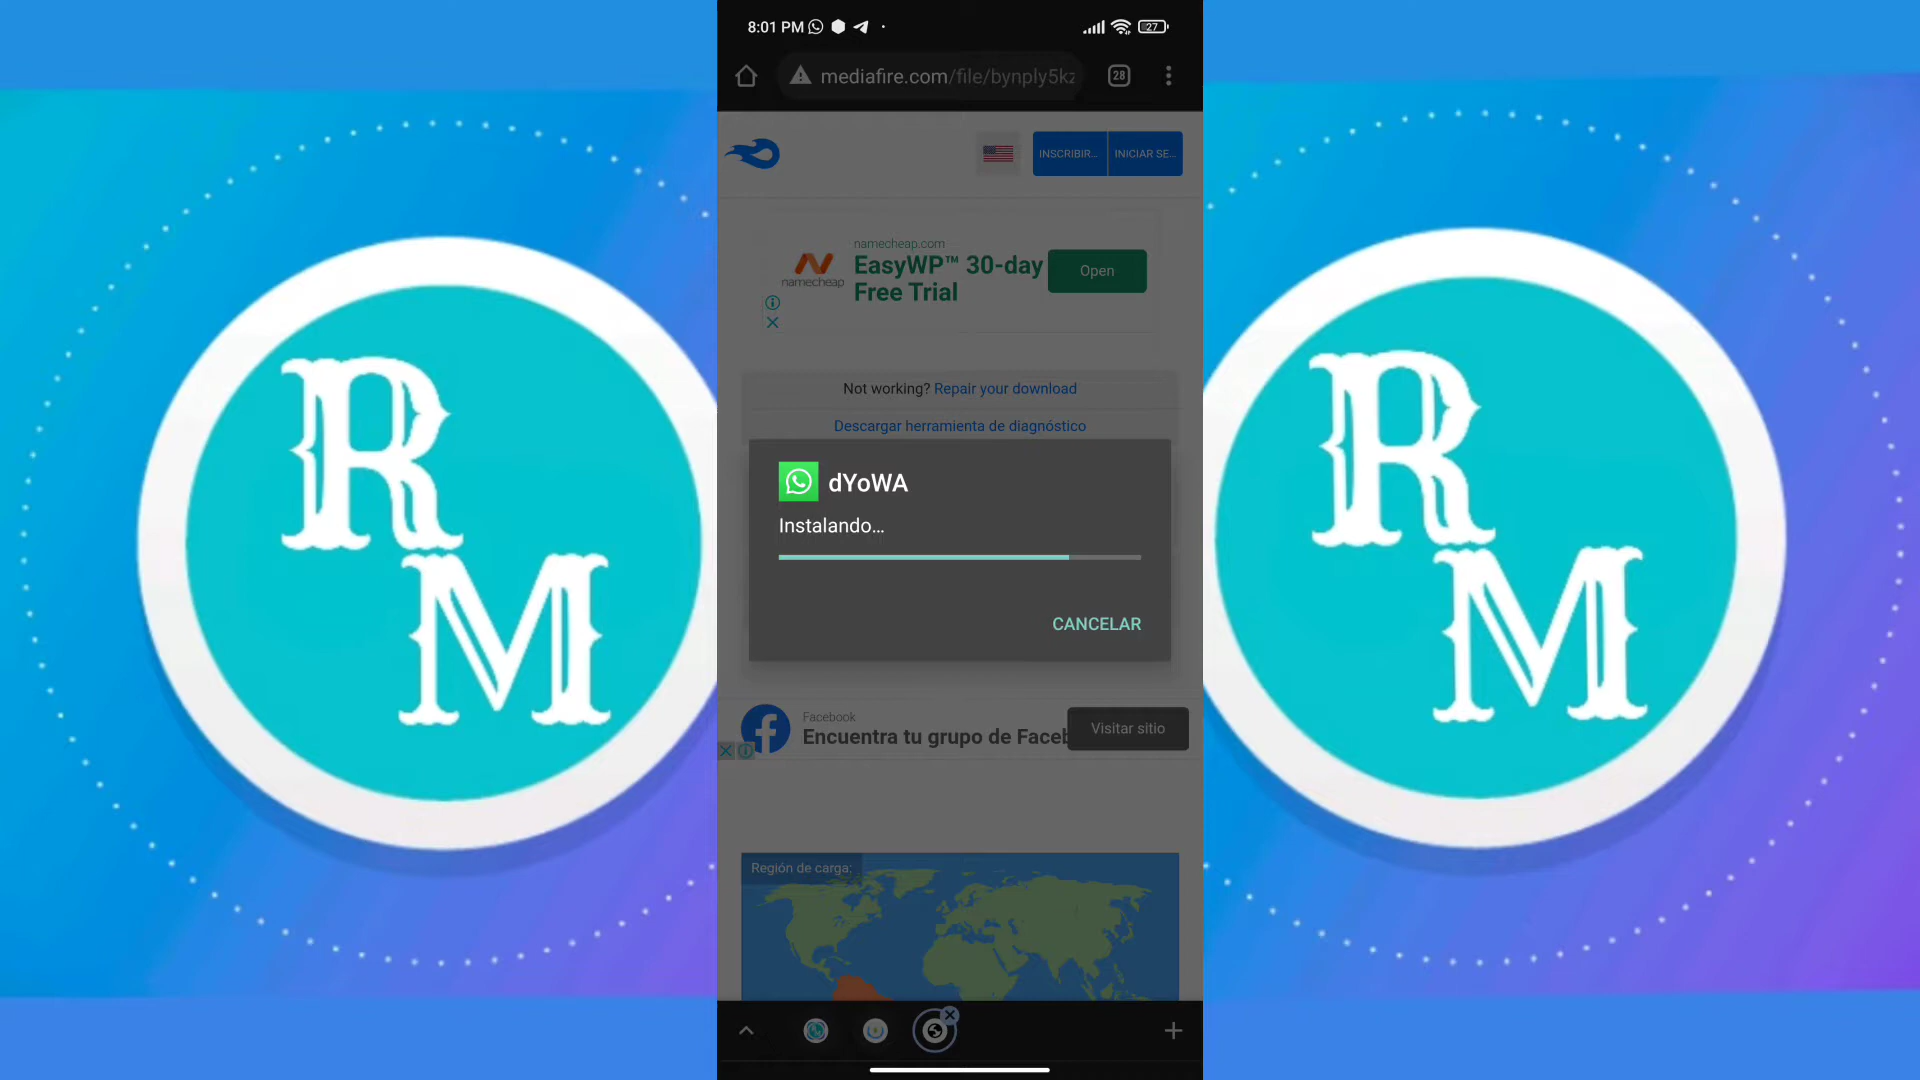 8:01 PM
27
mediafire.com/file/bynply5kz
28
INSCRIBIR...
INICIAR SE...
namecheap.com
EasyWP™ 30-day
Free Trial
Open
namecheap
Not working? Repair your download
Descargar herramienta de diagnóstico
dYoWA
Instalando...
CANCELAR
Facebook
Encuentra tu grupo de Faceb
Visitar sitio
Región de carga:
R
M
R
M